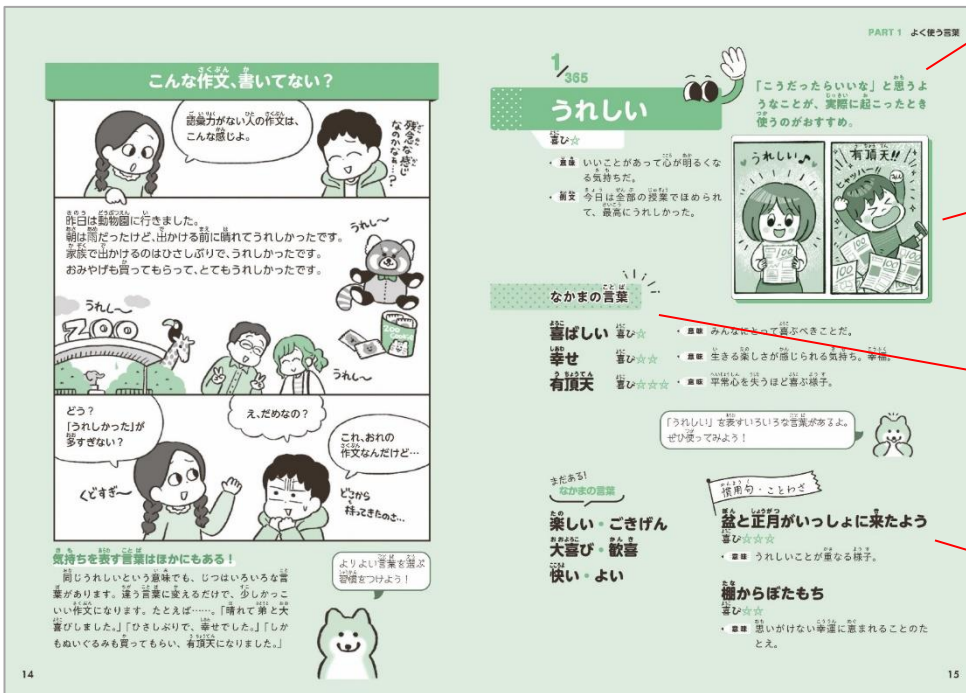 こんな作文、書いてない？
語彙力がない人の作文は、
こんな感じよ。
残念な感じ
なのかなぁ…？
昨日は動物園に行きました。
朝は雨だったけど、出かける前に晴れてうれしかったです。
家族で出かけるのはひさしぶりで、うれしかったです。
おみやげも買ってもらって、とてもうれしかったです。
うれし〜
うれし〜
ZOO
ZOO
うれし〜
どう？
「うれしかった」が
多すぎない？
え、だめなの？
これ、おれの
作文なんだけど…
くどすぎ〜
どこから
持ってきたのさ…
気持ちを表す言葉はほかにもある！
同じうれしいという意味でも、じつはいろいろな言
葉があります。違う言葉に変えるだけで、少しかっこ
いい作文になります。たとえば……。「晴れて弟と大
喜びしました。」「ひさしぶりで、幸せでした。」「しか
もぬいぐるみも買ってもらい、有頂天になりました。」
よりよい言葉を選ぶ
習慣をつけよう！
14
PART 1 よく使う言葉
1/365
うれしい
喜び☆
・意味 いいことがあって心が明るくな
る気持ちだ。
・例文 今日は全部の授業でほめられ
て、最高にうれしかった。
「こうだったらいいな」と思うよ
うなことが、実際に起こったとき
使うのがおすすめ。
うれしい♪
100
有頂天!!
ヒャッハー!!
100
100
100
なかまの言葉
喜ばしい 喜び☆ ・意味 みんなにとって喜ぶべきことだ。
幸せ 喜び☆☆ ・意味 生きる楽しさが感じられる気持ち。幸福。
有頂天 喜び☆☆☆ ・意味 平常心を失うほど喜ぶ様子。
「うれしい」を表すいろいろな言葉があるよ。
ぜひ使ってみよう！
まだある!
なかまの言葉
楽しい・ごきげん
大喜び・歓喜
快い・よい
慣用句・ことわざ
盆と正月がいっしょに来たよう
喜び☆☆☆
・意味 うれしいことが重なる様子。
棚からぼたもち
喜び☆☆
・意味 思いがけない幸運に恵まれることのた
とえ。
15